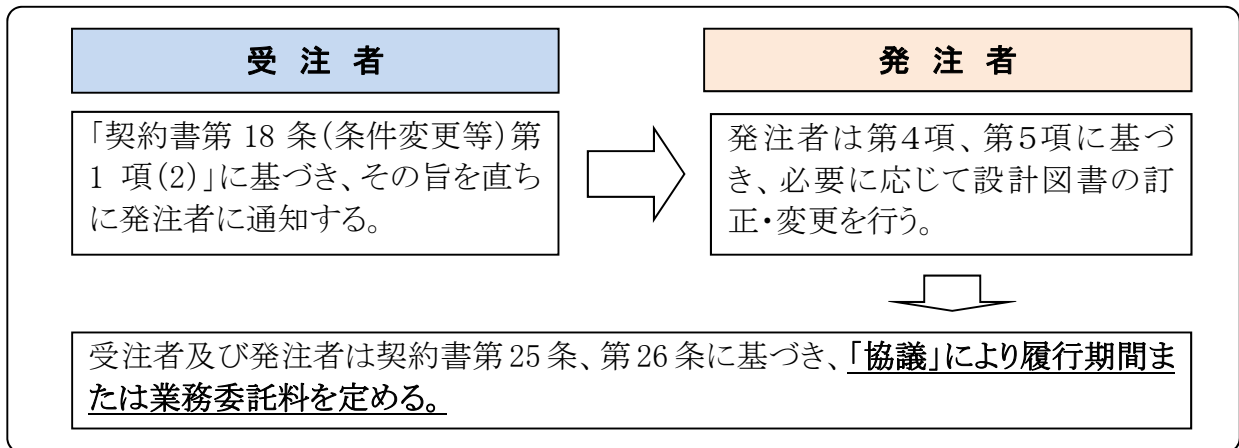 受 注 者
発 注 者
「契約書第 18 条(条件変更等)第
1 項(2)」に基づき、その旨を直ち
に発注者に通知する。
発注者は第4項、第5項に基づ
き、必要に応じて設計図書の訂
正・変更を行う。
受注者及び発注者は契約書第 25 条、第 26 条に基づき、「協議」により履行期間ま
たは業務委託料を定める。